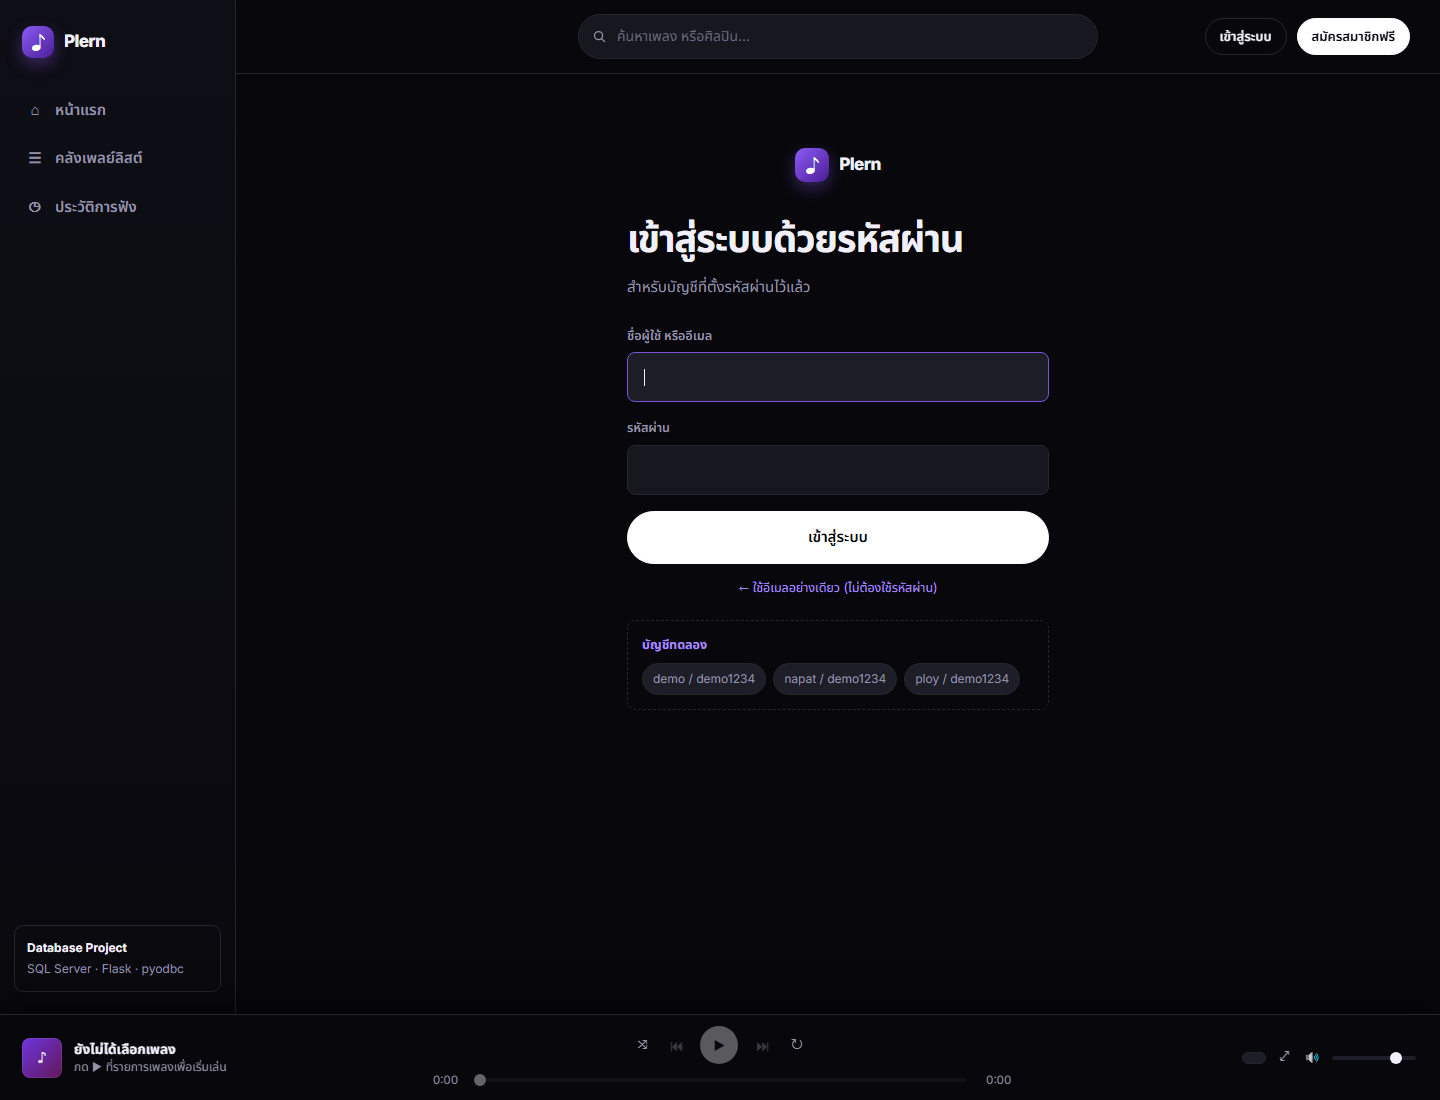 Plern
ค้นหาเพลง หรือศิลปิน...
เข้าสู่ระบบ
สมัครสมาชิกฟรี
หน้าแรก
คลังเพลย์ลิสต์
ประวัติการฟัง
Plern
เข้าสู่ระบบด้วยรหัสผ่าน
สำหรับบัญชีที่ตั้งรหัสผ่านไว้แล้ว
ชื่อผู้ใช้ หรืออีเมล
รหัสผ่าน
เข้าสู่ระบบ
← ใช้อีเมลอย่างเดียว (ไม่ต้องใช้รหัสผ่าน)
บัญชีทดลอง
demo / demo1234
napat / demo1234
ploy / demo1234
Database Project
SQL Server · Flask · pyodbc
ยังไม่ได้เลือกเพลง
กด ▶ ที่รายการเพลงเพื่อเริ่มเล่น
0:00
0:00